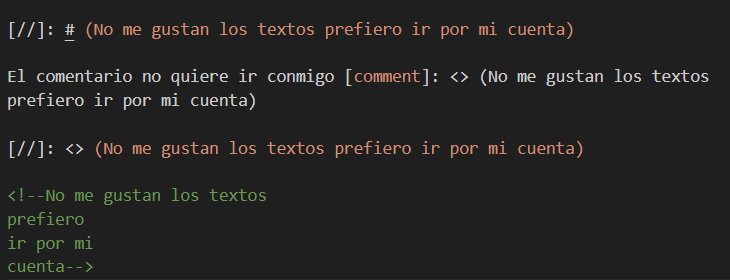 [//]: # (No me gustan los textos prefiero ir por mi cuenta)
El comentario no quiere ir conmigo [comment]: <> (No me gustan los textos
prefiero ir por mi cuenta)
[//]: <> (No me gustan los textos prefiero ir por mi cuenta)
<!--No me gustan los textos
prefiero
ir por mi
cuenta-->